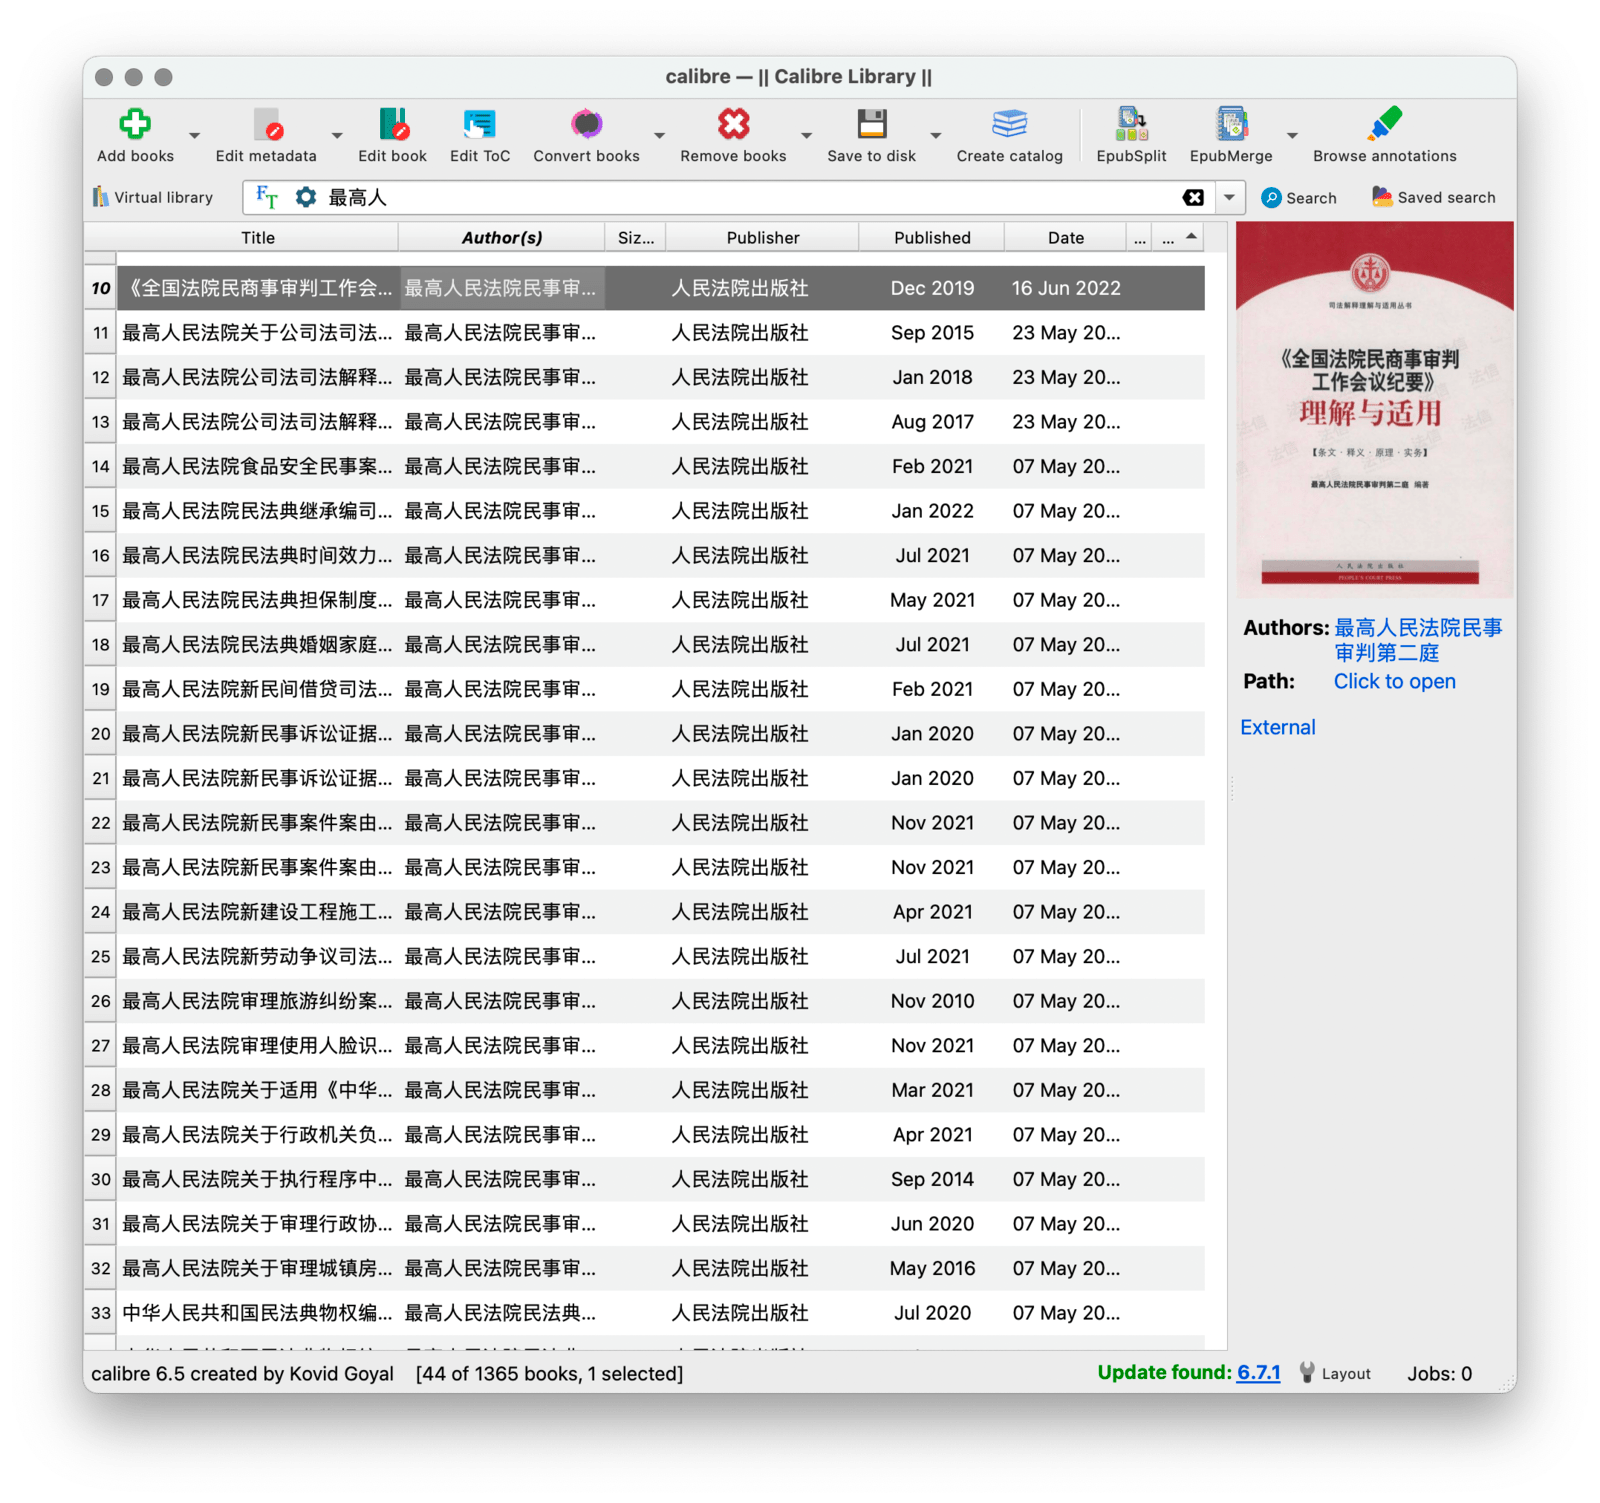 calibre — || Calibre Library ||
Add books
Edit metadata
Edit book
Edit ToC
Convert books
Remove books
Save to disk
Create catalog
EpubSplit
EpubMerge
Browse annotations
Virtual library
FT
最高人
Search
Saved search
Title Author(s) Siz... Publisher Published Date ... ...
10 《全国法院民商事审判工作会... 最高人民法院民事审... 人民法院出版社 Dec 2019 16 Jun 2022
11 最高人民法院关于公司法司法... 最高人民法院民事审... 人民法院出版社 Sep 2015 23 May 20...
12 最高人民法院公司法司法解释... 最高人民法院民事审... 人民法院出版社 Jan 2018 23 May 20...
13 最高人民法院公司法司法解释... 最高人民法院民事审... 人民法院出版社 Aug 2017 23 May 20...
14 最高人民法院食品安全民事案... 最高人民法院民事审... 人民法院出版社 Feb 2021 07 May 20...
15 最高人民法院民法典继承编司... 最高人民法院民事审... 人民法院出版社 Jan 2022 07 May 20...
16 最高人民法院民法典时间效力... 最高人民法院民事审... 人民法院出版社 Jul 2021 07 May 20...
17 最高人民法院民法典担保制度... 最高人民法院民事审... 人民法院出版社 May 2021 07 May 20...
18 最高人民法院民法典婚姻家庭... 最高人民法院民事审... 人民法院出版社 Jul 2021 07 May 20...
19 最高人民法院新民间借贷司法... 最高人民法院民事审... 人民法院出版社 Feb 2021 07 May 20...
20 最高人民法院新民事诉讼证据... 最高人民法院民事审... 人民法院出版社 Jan 2020 07 May 20...
21 最高人民法院新民事诉讼证据... 最高人民法院民事审... 人民法院出版社 Jan 2020 07 May 20...
22 最高人民法院新民事案件案由... 最高人民法院民事审... 人民法院出版社 Nov 2021 07 May 20...
23 最高人民法院新民事案件案由... 最高人民法院民事审... 人民法院出版社 Nov 2021 07 May 20...
24 最高人民法院新建设工程施工... 最高人民法院民事审... 人民法院出版社 Apr 2021 07 May 20...
25 最高人民法院新劳动争议司法... 最高人民法院民事审... 人民法院出版社 Jul 2021 07 May 20...
26 最高人民法院审理旅游纠纷案... 最高人民法院民事审... 人民法院出版社 Nov 2010 07 May 20...
27 最高人民法院审理使用人脸识... 最高人民法院民事审... 人民法院出版社 Nov 2021 07 May 20...
28 最高人民法院关于适用《中华... 最高人民法院民事审... 人民法院出版社 Mar 2021 07 May 20...
29 最高人民法院关于行政机关负... 最高人民法院民事审... 人民法院出版社 Apr 2021 07 May 20...
30 最高人民法院关于执行程序中... 最高人民法院民事审... 人民法院出版社 Sep 2014 07 May 20...
31 最高人民法院关于审理行政协... 最高人民法院民事审... 人民法院出版社 Jun 2020 07 May 20...
32 最高人民法院关于审理城镇房... 最高人民法院民事审... 人民法院出版社 May 2016 07 May 20...
33 中华人民共和国民法典物权编... 最高人民法院民法典... 人民法院出版社 Jul 2020 07 May 20...
司法解释理解与适用丛书
《全国法院民商事审判
工作会议纪要》
理解与适用
【条文·释义·原理·实务】
最高人民法院民事审判第二庭 编著
人民法院出版社
PEOPLE'S COURT PRESS
Authors: 最高人民法院民事
审判第二庭
Path: Click to open
External
calibre 6.5 created by Kovid Goyal [44 of 1365 books, 1 selected]
Update found: 6.7.1
Layout
Jobs: 0